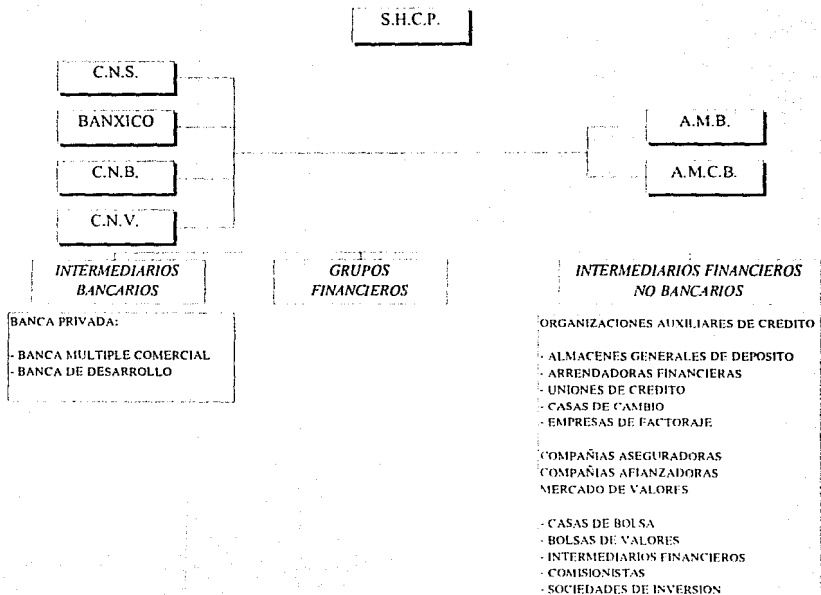 S.H.C.P.
C.N.S.
BANXICO
C.N.B.
C.N.V.
A.M.B.
A.M.C.B.
INTERMEDIARIOS
BANCARIOS
BANCA PRIVADA:
- BANCA MULTIPLE COMERCIAL
- BANCA DE DESARROLLO
GRUPOS
FINANCIEROS
INTERMEDIARIOS FINANCIEROS
NO BANCARIOS
ORGANIZACIONES AUXILIARES DE CREDITO
- ALMACENES GENERALES DE DEPOSITO
- ARRENDADORAS FINANCIERAS
- UNIONES DE CREDITO
- CASAS DE CAMBIO
- EMPRESAS DE FACTORAJE
COMPAÑIAS ASEGURADORAS
COMPAÑIAS AFIANZADORAS
MERCADO DE VALORES
- CASAS DE BOLSA
- BOLSAS DE VALORES
- INTERMEDIARIOS FINANCIEROS
- COMISIONISTAS
- SOCIEDADES DE INVERSION